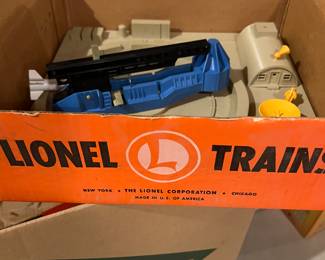 LIONEL L TRAINS
NEW YORK • THE LIONEL CORPORATION • CHICAGO
MADE IN U.S. OF AMERICA